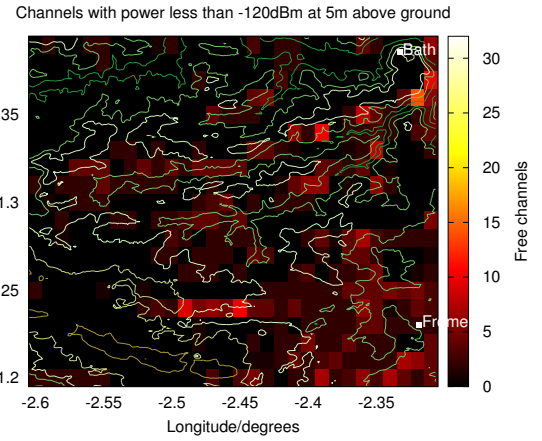 Channels with power less than -120dBm at 5m above ground
Bath
Frome
35
1.3
25
1.2
-2.6 -2.55 -2.5 -2.45 -2.4 -2.35
Longitude/degrees
30
25
20
15
10
5
0
Free channels